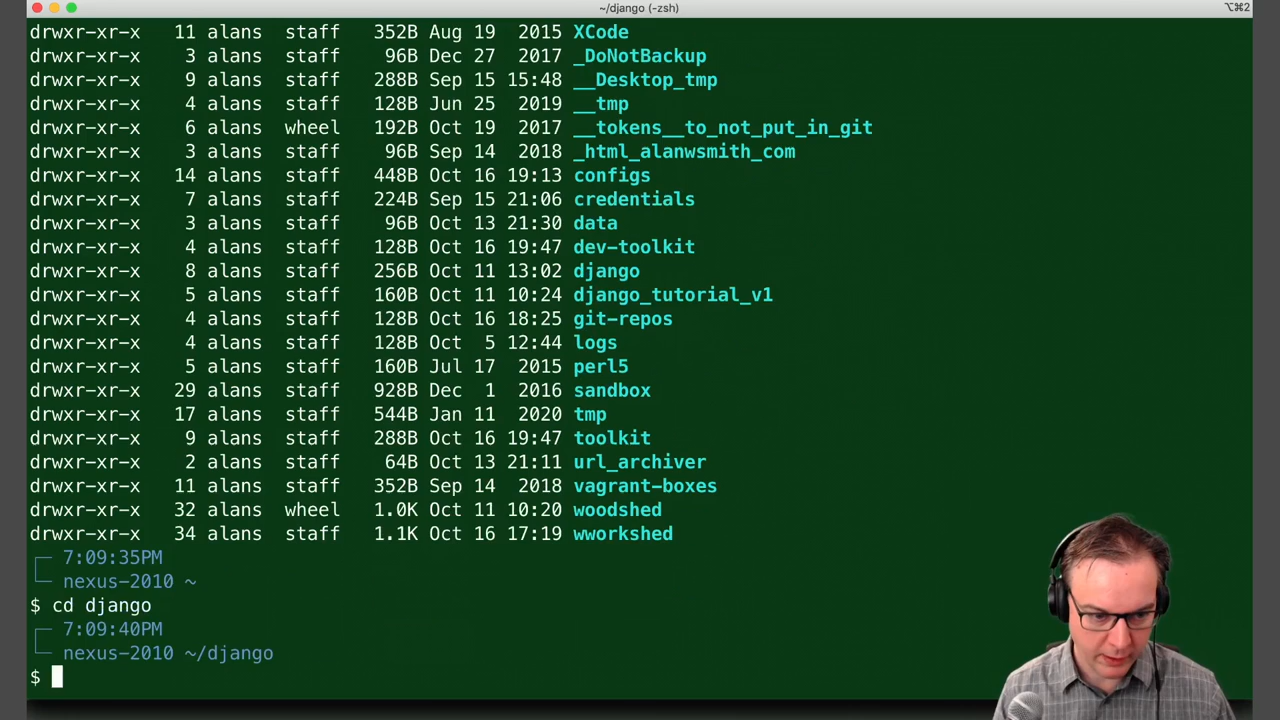 ~/django (-zsh)
⌥⌘2
drwxr-xr-x 11 alans staff 352B Aug 19 2015 XCode
drwxr-xr-x 3 alans staff 96B Dec 27 2017 _DoNotBackup
drwxr-xr-x 9 alans staff 288B Sep 15 15:48 __Desktop_tmp
drwxr-xr-x 4 alans staff 128B Jun 25 2019 __tmp
drwxr-xr-x 6 alans wheel 192B Oct 19 2017 __tokens__to_not_put_in_git
drwxr-xr-x 3 alans staff 96B Sep 14 2018 _html_alanwsmith_com
drwxr-xr-x 14 alans staff 448B Oct 16 19:13 configs
drwxr-xr-x 7 alans staff 224B Sep 15 21:06 credentials
drwxr-xr-x 3 alans staff 96B Oct 13 21:30 data
drwxr-xr-x 4 alans staff 128B Oct 16 19:47 dev-toolkit
drwxr-xr-x 8 alans staff 256B Oct 11 13:02 django
drwxr-xr-x 5 alans staff 160B Oct 11 10:24 django_tutorial_v1
drwxr-xr-x 4 alans staff 128B Oct 16 18:25 git-repos
drwxr-xr-x 4 alans staff 128B Oct 5 12:44 logs
drwxr-xr-x 5 alans staff 160B Jul 17 2015 perl5
drwxr-xr-x 29 alans staff 928B Dec 1 2016 sandbox
drwxr-xr-x 17 alans staff 544B Jan 11 2020 tmp
drwxr-xr-x 9 alans staff 288B Oct 16 19:47 toolkit
drwxr-xr-x 2 alans staff 64B Oct 13 21:11 url_archiver
drwxr-xr-x 11 alans staff 352B Sep 14 2018 vagrant-boxes
drwxr-xr-x 32 alans wheel 1.0K Oct 11 10:20 woodshed
drwxr-xr-x 34 alans staff 1.1K Oct 16 17:19 wworkshed
7:09:35PM
nexus-2010 ~
$ cd django
7:09:40PM
nexus-2010 ~/django
$